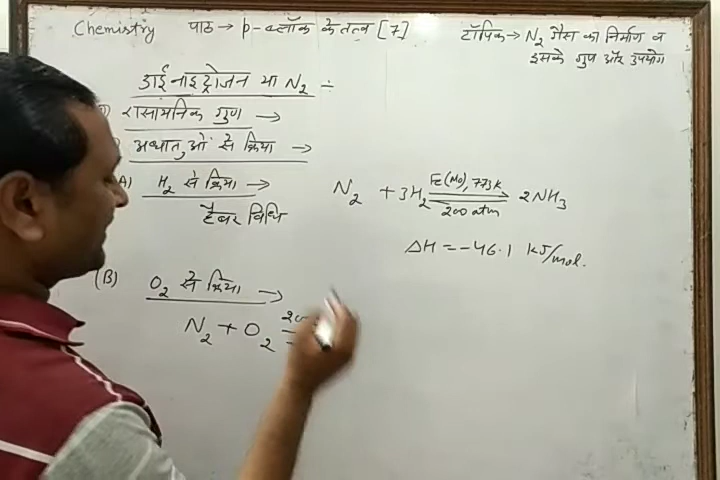 Chemistry पाठ → p-ब्लॉक के तत्व [7]
टॉपिक → N₂ गैस का निर्माण व
इसके गुण और उपयोग
डाईनाइट्रोजन या N₂ ÷
रासायनिक गुण →
अधातुओं से क्रिया →
A) H₂ से क्रिया →
हैबर विधि
N₂ + 3H₂ Fe(Mo), 773K 200 atm 2NH₃
ΔH = -46.1 kJ/mol.
(B) O₂ से क्रिया →
N₂ + O₂